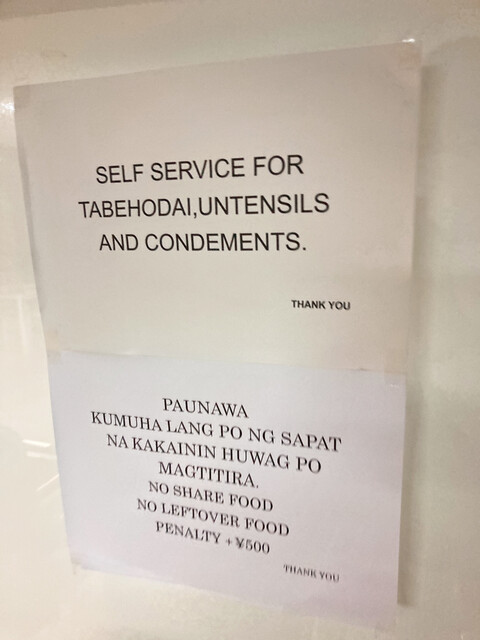 SELF SERVICE FOR
TABEHODAI,UNTENSILS
AND CONDEMENTS.
THANK YOU
PAUNAWA
KUMUHA LANG PO NG SAPAT
NA KAKAININ HUWAG PO
MAGTITIRA.
NO SHARE FOOD
NO LEFTOVER FOOD
PENALTY +¥500
THANK YOU